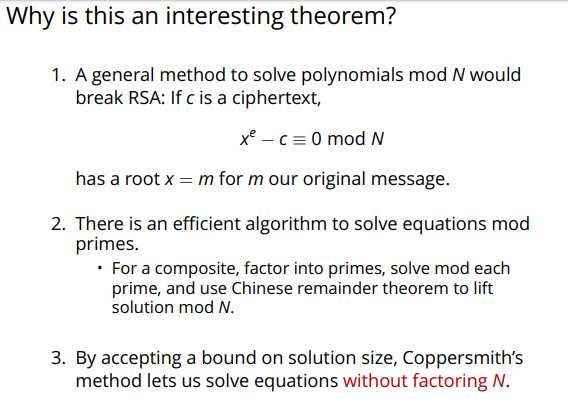 Why is this an interesting theorem?
1. A general method to solve polynomials mod N would
break RSA: If c is a ciphertext,
xᵉ − c ≡ 0 mod N
has a root x = m for m our original message.
2. There is an efficient algorithm to solve equations mod
primes.
• For a composite, factor into primes, solve mod each
prime, and use Chinese remainder theorem to lift
solution mod N.
3. By accepting a bound on solution size, Coppersmith's
method lets us solve equations without factoring N.